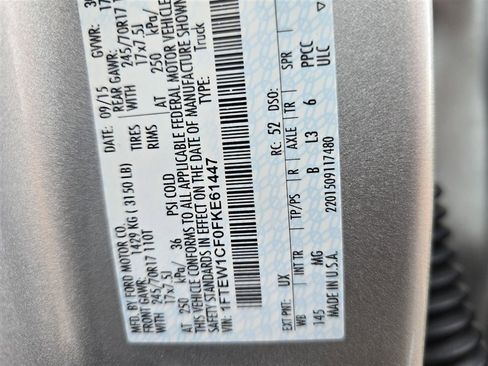 MFD. BY FORD MOTOR CO.
DATE: 09/15
GVWR:
FRONT GAWR: 1429 KG ( 3150 LB)
REAR GAWR:
245/70R17 110T TIRES WITH 245/70R17
17x7.5J RIMS 17x7.5J
AT 250 kPa/ 36 PSI COLD AT 250 kPa/
THIS VEHICLE CONFORMS TO ALL APPLICABLE FEDERAL MOTOR VEHICLE
SAFETY STANDARDS IN EFFECT ON THE DATE OF MANUFACTURE SHOWN
VIN: 1FTEW1CF0FKE61447
TYPE: Truck
EXT PNT: UX RC: 52 DSO:
WB INT TR TP/PS R AXLE TR SPR
145 MG B L3 6 PPCC
MADE IN U.S.A. 2201509117480 ULC